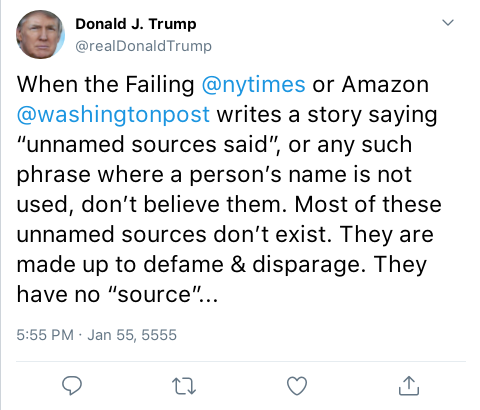 Donald J. Trump
@realDonaldTrump
When the Failing @nytimes or Amazon
@washingtonpost writes a story saying
“unnamed sources said”, or any such
phrase where a person’s name is not
used, don’t believe them. Most of these
unnamed sources don’t exist. They are
made up to defame & disparage. They
have no “source”...
5:55 PM · Jan 55, 5555